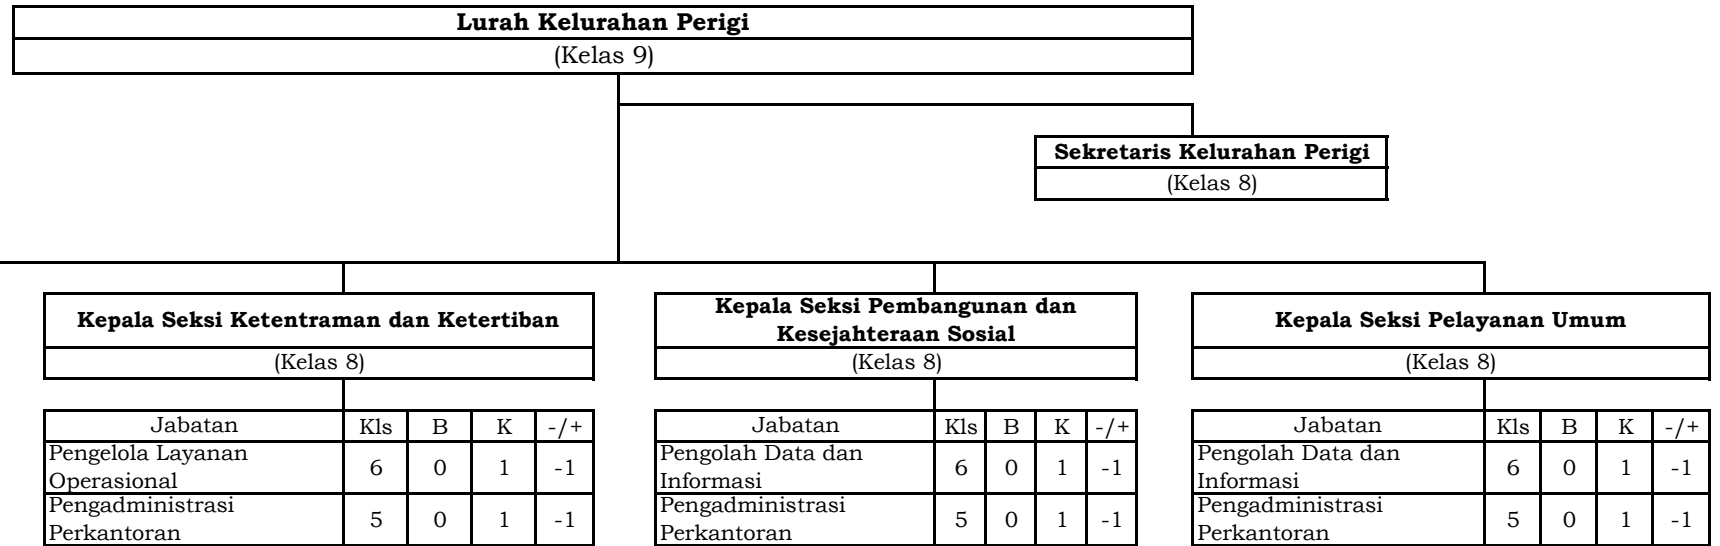 Lurah Kelurahan Perigi
(Kelas 9)
Sekretaris Kelurahan Perigi
(Kelas 8)
Kepala Seksi Ketentraman dan Ketertiban
(Kelas 8)
Jabatan Kls B K -/+
Pengelola Layanan
Operasional 6 0 1 -1
Pengadministrasi
Perkantoran 5 0 1 -1
Kepala Seksi Pembangunan dan
Kesejahteraan Sosial
(Kelas 8)
Jabatan Kls B K -/+
Pengolah Data dan
Informasi 6 0 1 -1
Pengadministrasi
Perkantoran 5 0 1 -1
Kepala Seksi Pelayanan Umum
(Kelas 8)
Jabatan Kls B K -/+
Pengolah Data dan
Informasi 6 0 1 -1
Pengadministrasi
Perkantoran 5 0 1 -1